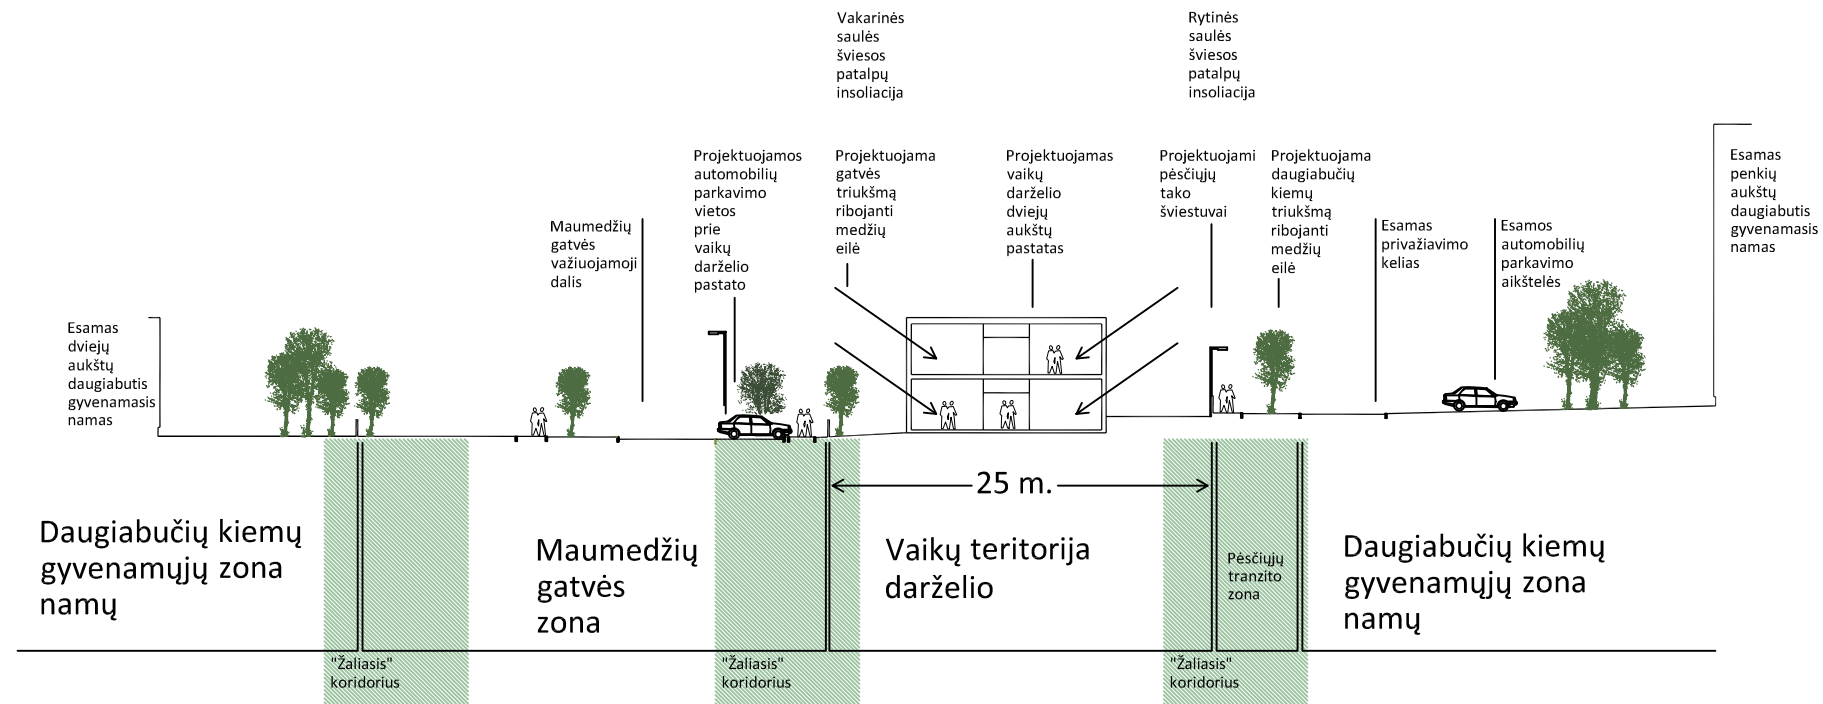 Vakarinės
saulės
šviesos
patalpų
insoliacija
Rytinės
saulės
šviesos
patalpų
insoliacija
Esamas
dviejų
aukštų
daugiabutis
gyvenamasis
namas
Maumedžių
gatvės
važiuojamoji
dalis
Projektuojamos
automobilių
parkavimo
vietos
prie
vaikų
darželio
pastato
Projektuojama
gatvės
triukšmą
ribojanti
medžių
eilė
Projektuojamas
vaikų
darželio
dviejų
aukštų
pastatas
Projektuojami
pėsčiųjų
tako
šviestuvai
Projektuojama
daugiabučių
kiemų
triukšmą
ribojanti
medžių
eilė
Esamas
privažiavimo
kelias
Esamos
automobilių
parkavimo
aikštelės
Esamas
penkių
aukštų
daugiabutis
gyvenamasis
namas
25 m.
Daugiabučių kiemų
gyvenamųjų zona
namų
Maumedžių
gatvės
zona
Vaikų teritorija
darželio
Pėsčiųjų
tranzito
zona
Daugiabučių kiemų
gyvenamųjų zona
namų
"Žaliasis"
koridorius
"Žaliasis"
koridorius
"Žaliasis"
koridorius